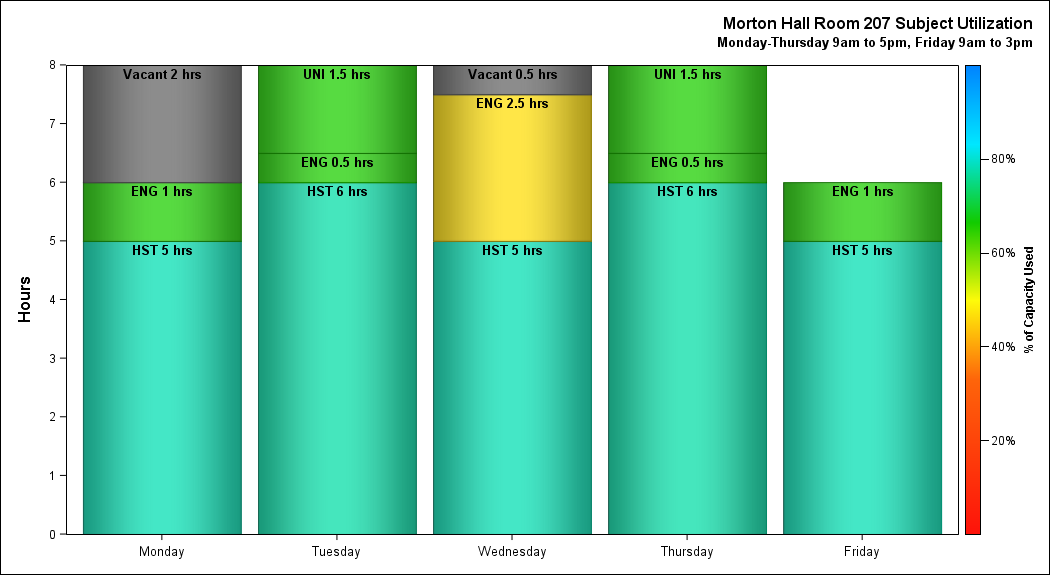 Morton Hall Room 207 Subject Utilization
Monday-Thursday 9am to 5pm, Friday 9am to 3pm
Hours
8
7
6
5
4
3
2
1
0
Vacant 2 hrs
ENG 1 hrs
HST 5 hrs
UNI 1.5 hrs
ENG 0.5 hrs
HST 6 hrs
Vacant 0.5 hrs
ENG 2.5 hrs
HST 5 hrs
UNI 1.5 hrs
ENG 0.5 hrs
HST 6 hrs
ENG 1 hrs
HST 5 hrs
Monday
Tuesday
Wednesday
Thursday
Friday
80%
60%
40%
20%
% of Capacity Used